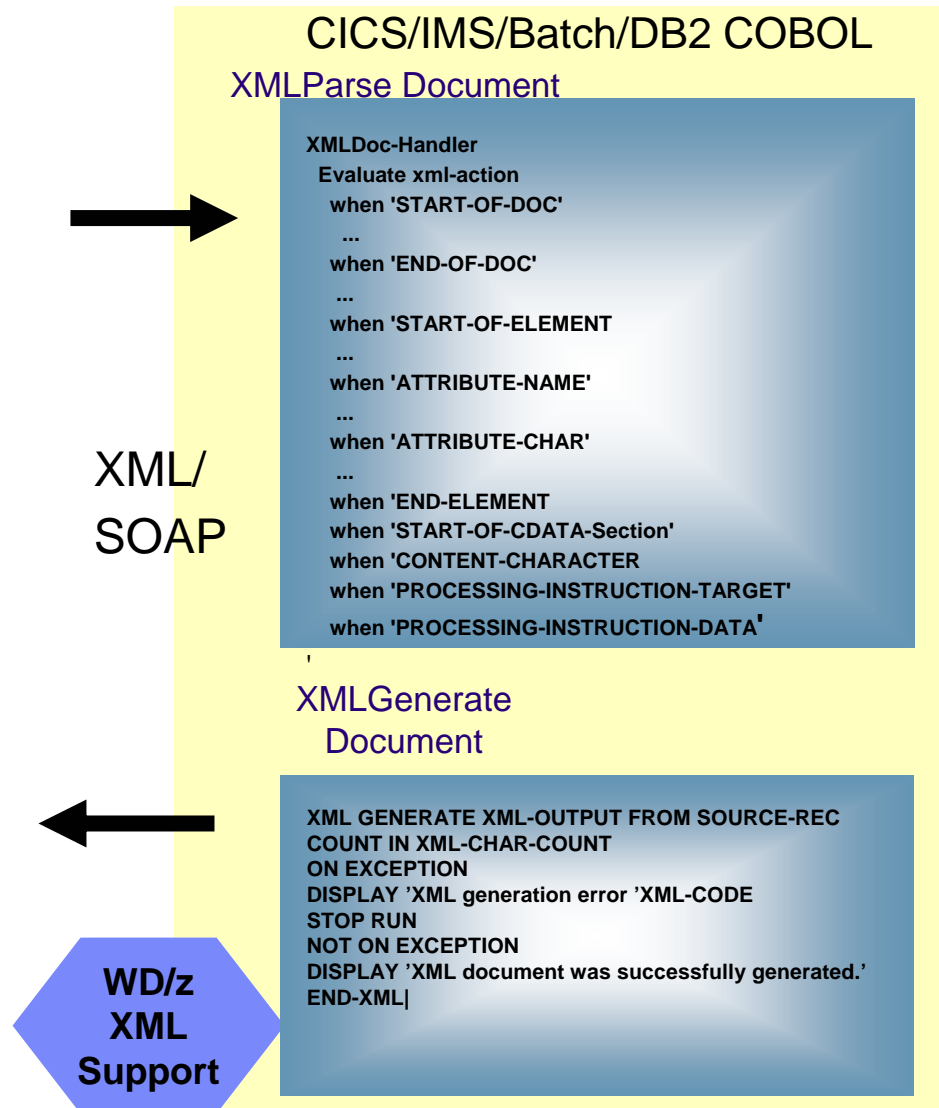 CICS/IMS/Batch/DB2 COBOL
XMLParse Document
XMLDoc-Handler
Evaluate xml-action
when 'START-OF-DOC'
...
when 'END-OF-DOC'
...
when 'START-OF-ELEMENT
...
when 'ATTRIBUTE-NAME'
...
when 'ATTRIBUTE-CHAR'
...
when 'END-ELEMENT
when 'START-OF-CDATA-Section'
when 'CONTENT-CHARACTER
when 'PROCESSING-INSTRUCTION-TARGET'
when 'PROCESSING-INSTRUCTION-DATA'
'
XML/
SOAP
XMLGenerate
Document
XML GENERATE XML-OUTPUT FROM SOURCE-REC
COUNT IN XML-CHAR-COUNT
ON EXCEPTION
DISPLAY ’XML generation error ’XML-CODE
STOP RUN
NOT ON EXCEPTION
DISPLAY ’XML document was successfully generated.’
END-XML|
WD/z
XML
Support